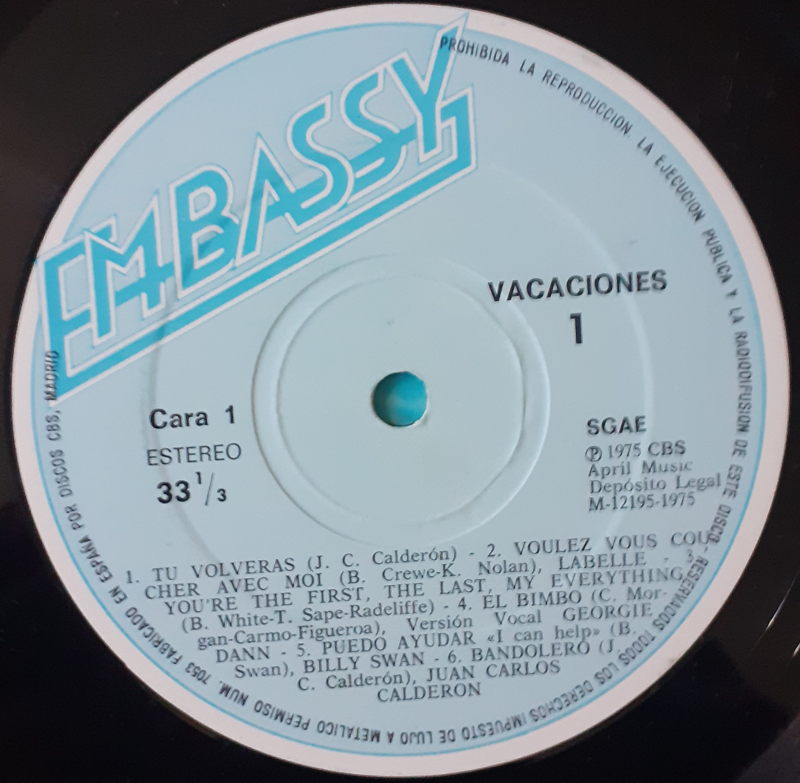 EMBASSY
VACACIONES
1
Cara 1
ESTEREO
33 1/3
SGAE
℗ 1975 CBS
April Music
Depósito Legal
M-12195-1975
1. TU VOLVERAS (J. C. Calderón) - 2. VOULEZ VOUS COU-
CHER AVEC MOI (B. Crewe-K. Nolan), LABELLE - 3.
YOU'RE THE FIRST, THE LAST, MY EVERYTHING,
(B. White-T. Sape-Radeliffe) - 4. EL BIMBO (C. Mor-
gan-Carmo-Figueroa), Versión Vocal GEORGIE
DANN - 5. PUEDO AYUDAR «I can help» (B.
Swan), BILLY SWAN - 6. BANDOLERO (J.
C. Calderón), JUAN CARLOS
CALDERON
PROHIBIDA LA REPRODUCCION, LA EJECUCION PUBLICA Y LA RADIODIFUSION DE ESTE DISCO. RESERVADOS TODOS LOS DERECHOS IMPUESTO DE LUJO A METALICO PERMISO NUM. 7053 FABRICADO EN ESPAÑA POR DISCOS CBS, MADRID